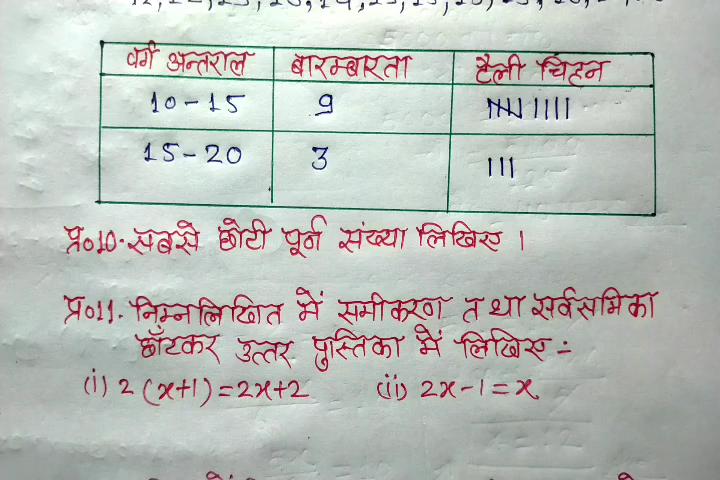 वर्ग अन्तराल बारम्बारता टैली चिहन
10-15 9 𝍸 ||||
15-20 3 |||
प्र०10. सबसे छोटी पूर्न संख्या लिखिए ।
प्र०11. निम्नलिखित में समीकरण तथा सर्वसमिका
छाँटकर उत्तर पुस्तिका में लिखिए :-
(i) 2(x+1)=2x+2 (ii) 2x-1=x